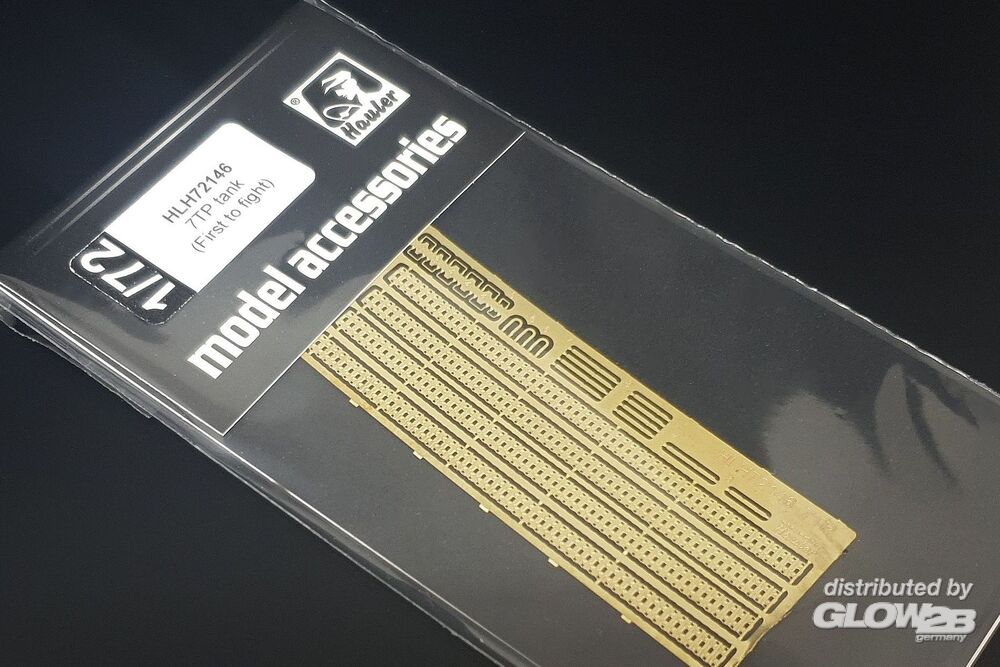 ® Hauler
HLH72146
7TP tank
(First to fight)
1/72
model accessories
distributed by
GLOW2B
germany